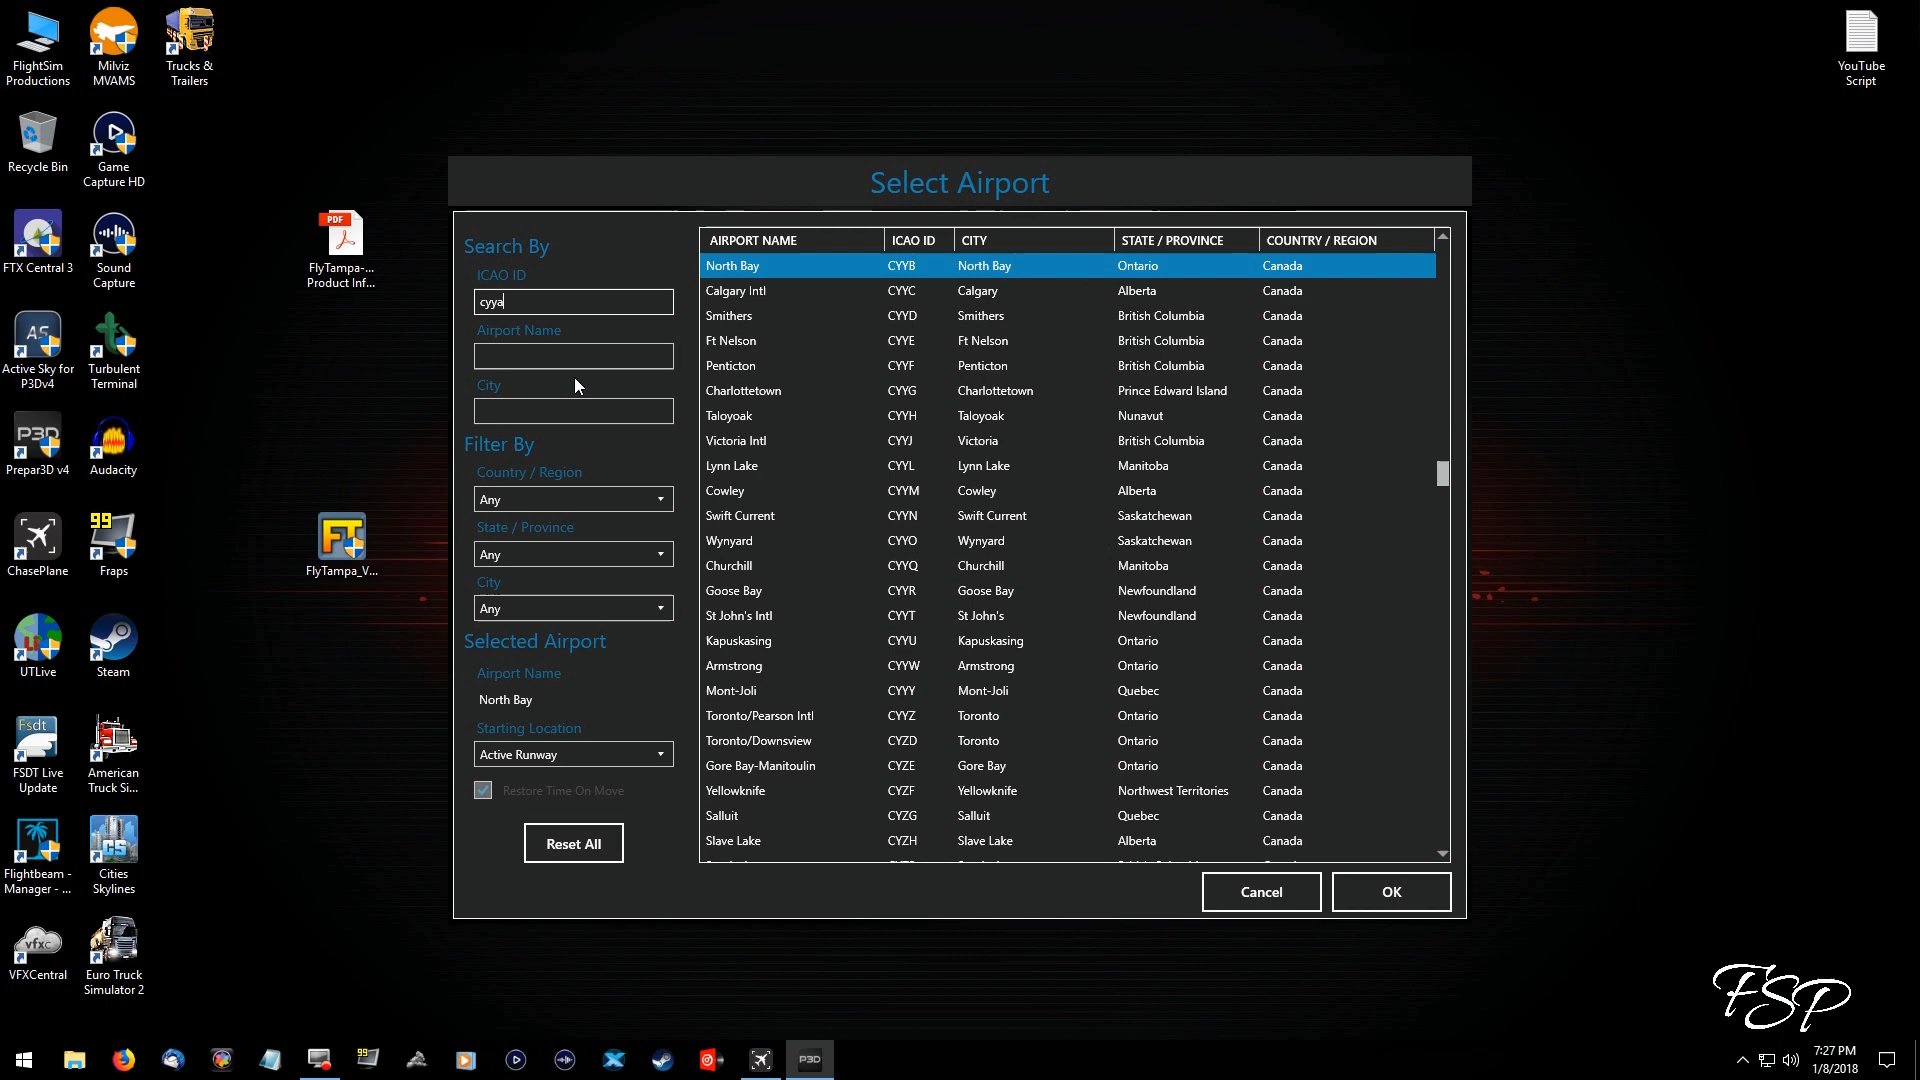 FlightSim
Productions
Milviz
MVAMS
Trucks &
Trailers
YouTube
Script
Recycle Bin
Game
Capture HD
FTX Central 3
Sound
Capture
PDF
FlyTampa-...
Product Inf...
AS
Active Sky for
P3Dv4
Turbulent
Terminal
P3D
Prepar3D v4
Audacity
ChasePlane
99
Fraps
FT
FlyTampa_V...
UTLive
Steam
Fsdt
FSDT Live
Update
American
Truck Si...
Flightbeam -
Manager - ...
CS
Cities
Skylines
vfxc
VFXCentral
Euro Truck
Simulator 2
Select Airport
Search By
ICAO ID
cyya
Airport Name
City
Filter By
Country / Region
Any
State / Province
Any
City
Any
Selected Airport
Airport Name
North Bay
Starting Location
Active Runway
Restore Time On Move
Reset All
AIRPORT NAME ICAO ID CITY STATE / PROVINCE COUNTRY / REGION
North Bay CYYB North Bay Ontario Canada
Calgary Intl CYYC Calgary Alberta Canada
Smithers CYYD Smithers British Columbia Canada
Ft Nelson CYYE Ft Nelson British Columbia Canada
Penticton CYYF Penticton British Columbia Canada
Charlottetown CYYG Charlottetown Prince Edward Island Canada
Taloyoak CYYH Taloyoak Nunavut Canada
Victoria Intl CYYJ Victoria British Columbia Canada
Lynn Lake CYYL Lynn Lake Manitoba Canada
Cowley CYYM Cowley Alberta Canada
Swift Current CYYN Swift Current Saskatchewan Canada
Wynyard CYYO Wynyard Saskatchewan Canada
Churchill CYYQ Churchill Manitoba Canada
Goose Bay CYYR Goose Bay Newfoundland Canada
St John's Intl CYYT St John's Newfoundland Canada
Kapuskasing CYYU Kapuskasing Ontario Canada
Armstrong CYYW Armstrong Ontario Canada
Mont-Joli CYYY Mont-Joli Quebec Canada
Toronto/Pearson Intl CYYZ Toronto Ontario Canada
Toronto/Downsview CYZD Toronto Ontario Canada
Gore Bay-Manitoulin CYZE Gore Bay Ontario Canada
Yellowknife CYZF Yellowknife Northwest Territories Canada
Salluit CYZG Salluit Quebec Canada
Slave Lake CYZH Slave Lake Alberta Canada
Cancel OK
FSP
99
P3D
7:27 PM
1/8/2018